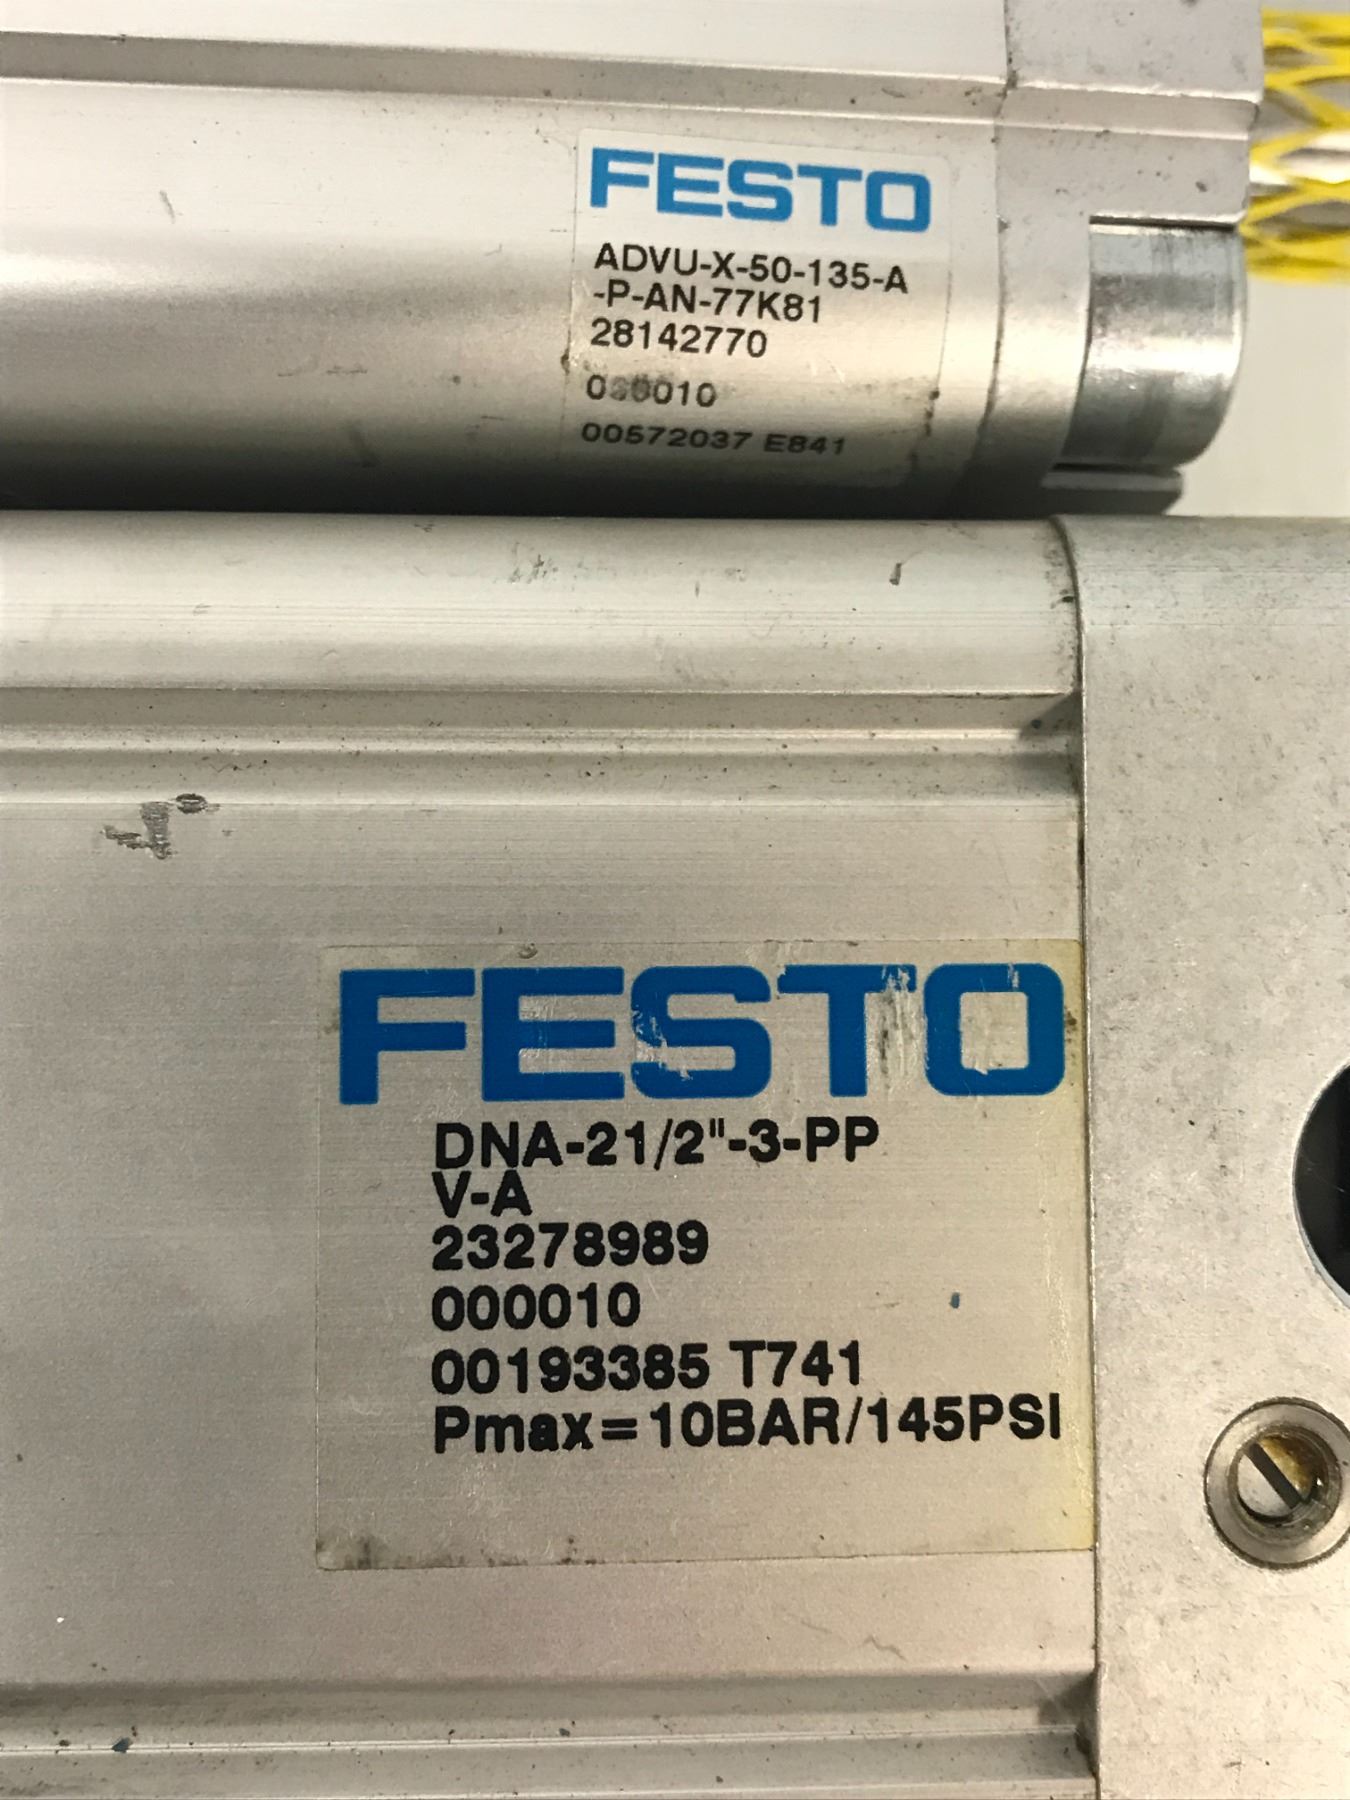 FESTO
ADVU-X-50-135-A
-P-AN-77K81
28142770
00572037 E841
FESTO
DNA-21/2"-3-PP
V-A
23278989
000010
00193385 T741
Pmax=10BAR/145PSI